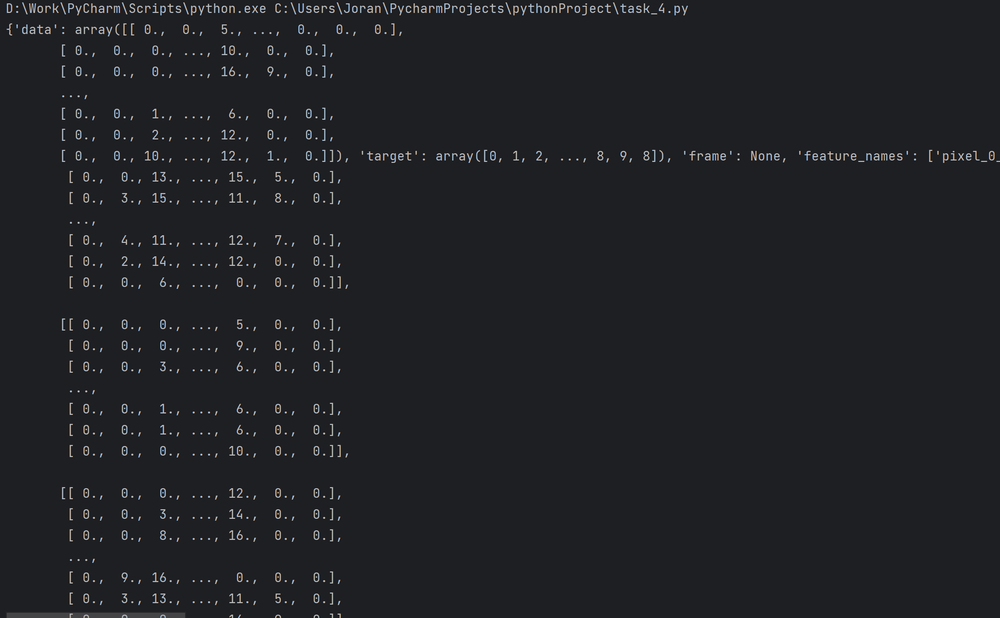 D:\Work\PyCharm\Scripts\python.exe C:\Users\Joran\PycharmProjects\pythonProject\task_4.py
{'data': array([[ 0.,  0.,  5., ...,  0.,  0.,  0.],
       [ 0.,  0.,  0., ..., 10.,  0.,  0.],
       [ 0.,  0.,  0., ..., 16.,  9.,  0.],
       ...,
       [ 0.,  0.,  1., ...,  6.,  0.,  0.],
       [ 0.,  0.,  2., ..., 12.,  0.,  0.],
       [ 0.,  0., 10., ..., 12.,  1.,  0.]]), 'target': array([0, 1, 2, ..., 8, 9, 8]), 'frame': None, 'feature_names': ['pixel_0_
        [ 0.,  0., 13., ..., 15.,  5.,  0.],
        [ 0.,  3., 15., ..., 11.,  8.,  0.],
        ...,
        [ 0.,  4., 11., ..., 12.,  7.,  0.],
        [ 0.,  2., 14., ..., 12.,  0.,  0.],
        [ 0.,  0.,  6., ...,  0.,  0.,  0.]],

       [[ 0.,  0.,  0., ...,  5.,  0.,  0.],
        [ 0.,  0.,  0., ...,  9.,  0.,  0.],
        [ 0.,  0.,  3., ...,  6.,  0.,  0.],
        ...,
        [ 0.,  0.,  1., ...,  6.,  0.,  0.],
        [ 0.,  0.,  1., ...,  6.,  0.,  0.],
        [ 0.,  0.,  0., ..., 10.,  0.,  0.]],

       [[ 0.,  0.,  0., ..., 12.,  0.,  0.],
        [ 0.,  0.,  3., ..., 14.,  0.,  0.],
        [ 0.,  0.,  8., ..., 16.,  0.,  0.],
        ...,
        [ 0.,  9., 16., ...,  0.,  0.,  0.],
        [ 0.,  3., 13., ..., 11.,  5.,  0.],